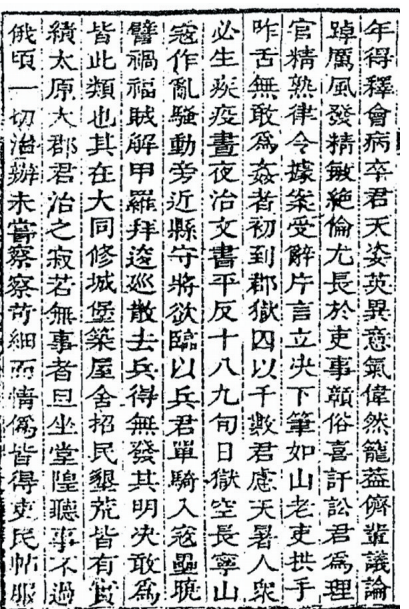 年得釋會病卒君天姿英異意氣偉然籠蓋儕輩議論
踔厲風發精敏絶倫尤長於吏事顛俗喜訐訟君爲理
官精熟律令據案受辭片言立决下筆如山老吏拱手
咋舌無敢爲姦者初到郡獄囚以千數君慮天暑人衆
必生疾疫晝夜治文書平反十八九旬日獄空長寧山
宼作亂騷動旁近縣守將欲臨以兵君單騎入宼壘曉
譬禍福賊解甲羅拜逡巡散去兵得無發其明决敢爲
皆此類也其在大同修城堡築屋舍招民墾荒皆有實
績太原大郡君治之寂若無事者日坐堂隍聽事不過
俄頃一切治辦未嘗察察苛細而情僞皆得吏民帖服